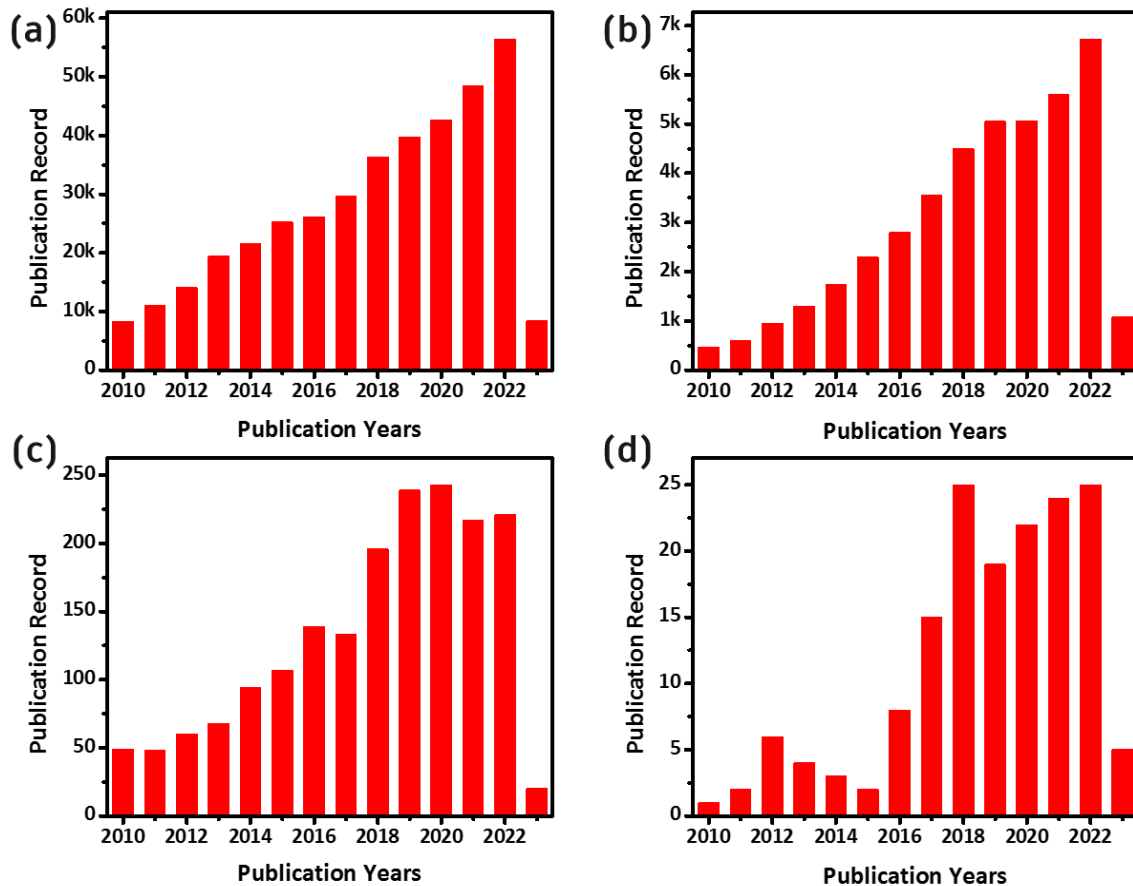 (a)
60k
50k
40k
30k
20k
10k
0
Publication Record
2010 2012 2014 2016 2018 2020 2022
Publication Years
(b)
7k
6k
5k
4k
3k
2k
1k
0
Publication Record
2010 2012 2014 2016 2018 2020 2022
Publication Years
(c)
250
200
150
100
50
0
Publication Record
2010 2012 2014 2016 2018 2020 2022
Publication Years
(d)
25
20
15
10
5
0
Publication Record
2010 2012 2014 2016 2018 2020 2022
Publication Years